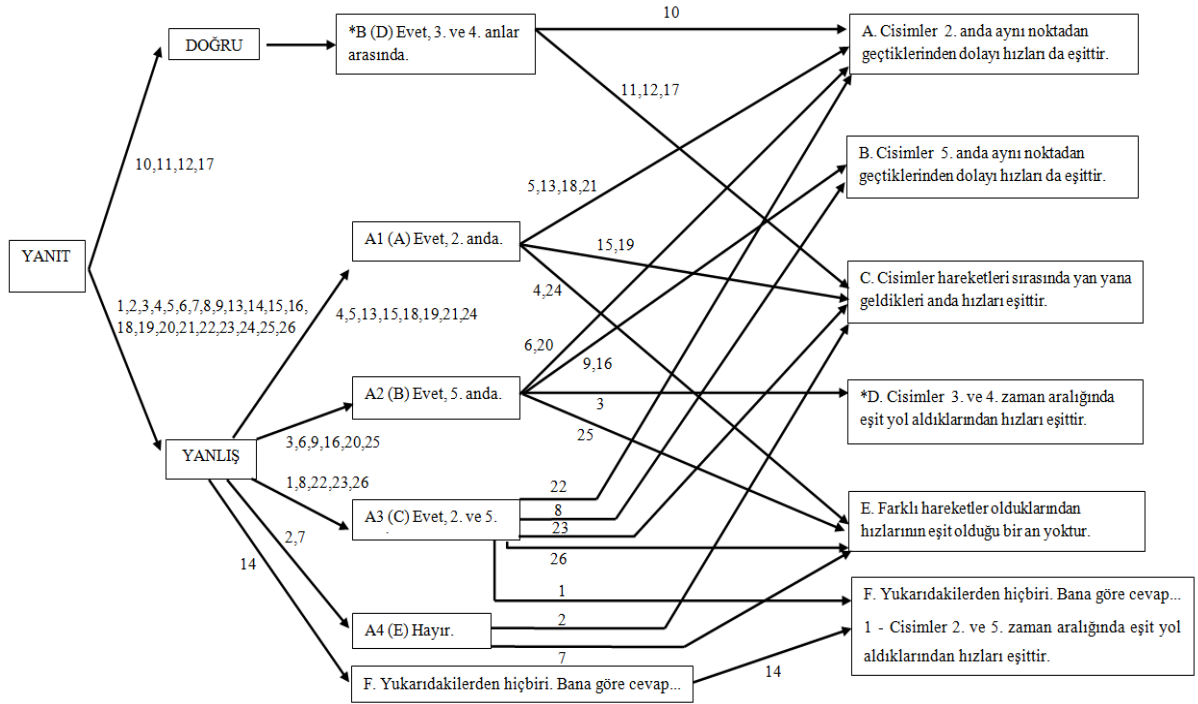 YANIT
DOĞRU
10,11,12,17
1,2,3,4,5,6,7,8,9,13,14,15,16,
18,19,20,21,22,23,24,25,26
YANLIŞ
*B (D) Evet, 3. ve 4. anlar
arasında.
4,5,13,15,18,19,21,24
A1 (A) Evet, 2. anda.
3,6,9,16,20,25
A2 (B) Evet, 5. anda.
1,8,22,23,26
A3 (C) Evet, 2. ve 5.
2,7
A4 (E) Hayır.
14
F. Yukarıdakilerden hiçbiri. Bana göre cevap...
10
11,12,17
5,13,18,21
15,19
4,24
6,20
9,16
3
25
22
8
23
26
1
2
7
14
A. Cisimler 2. anda aynı noktadan
geçtiklerinden dolayı hızları da eşittir.
B. Cisimler 5. anda aynı noktadan
geçtiklerinden dolayı hızları da eşittir.
C. Cisimler hareketleri sırasında yan yana
geldikleri anda hızları eşittir.
*D. Cisimler 3. ve 4. zaman aralığında
eşit yol aldıklarından hızları eşittir.
E. Farklı hareketler olduklarından
hızlarının eşit olduğu bir an yoktur.
F. Yukarıdakilerden hiçbiri. Bana göre cevap...
1 - Cisimler 2. ve 5. zaman aralığında eşit yol
aldıklarından hızları eşittir.